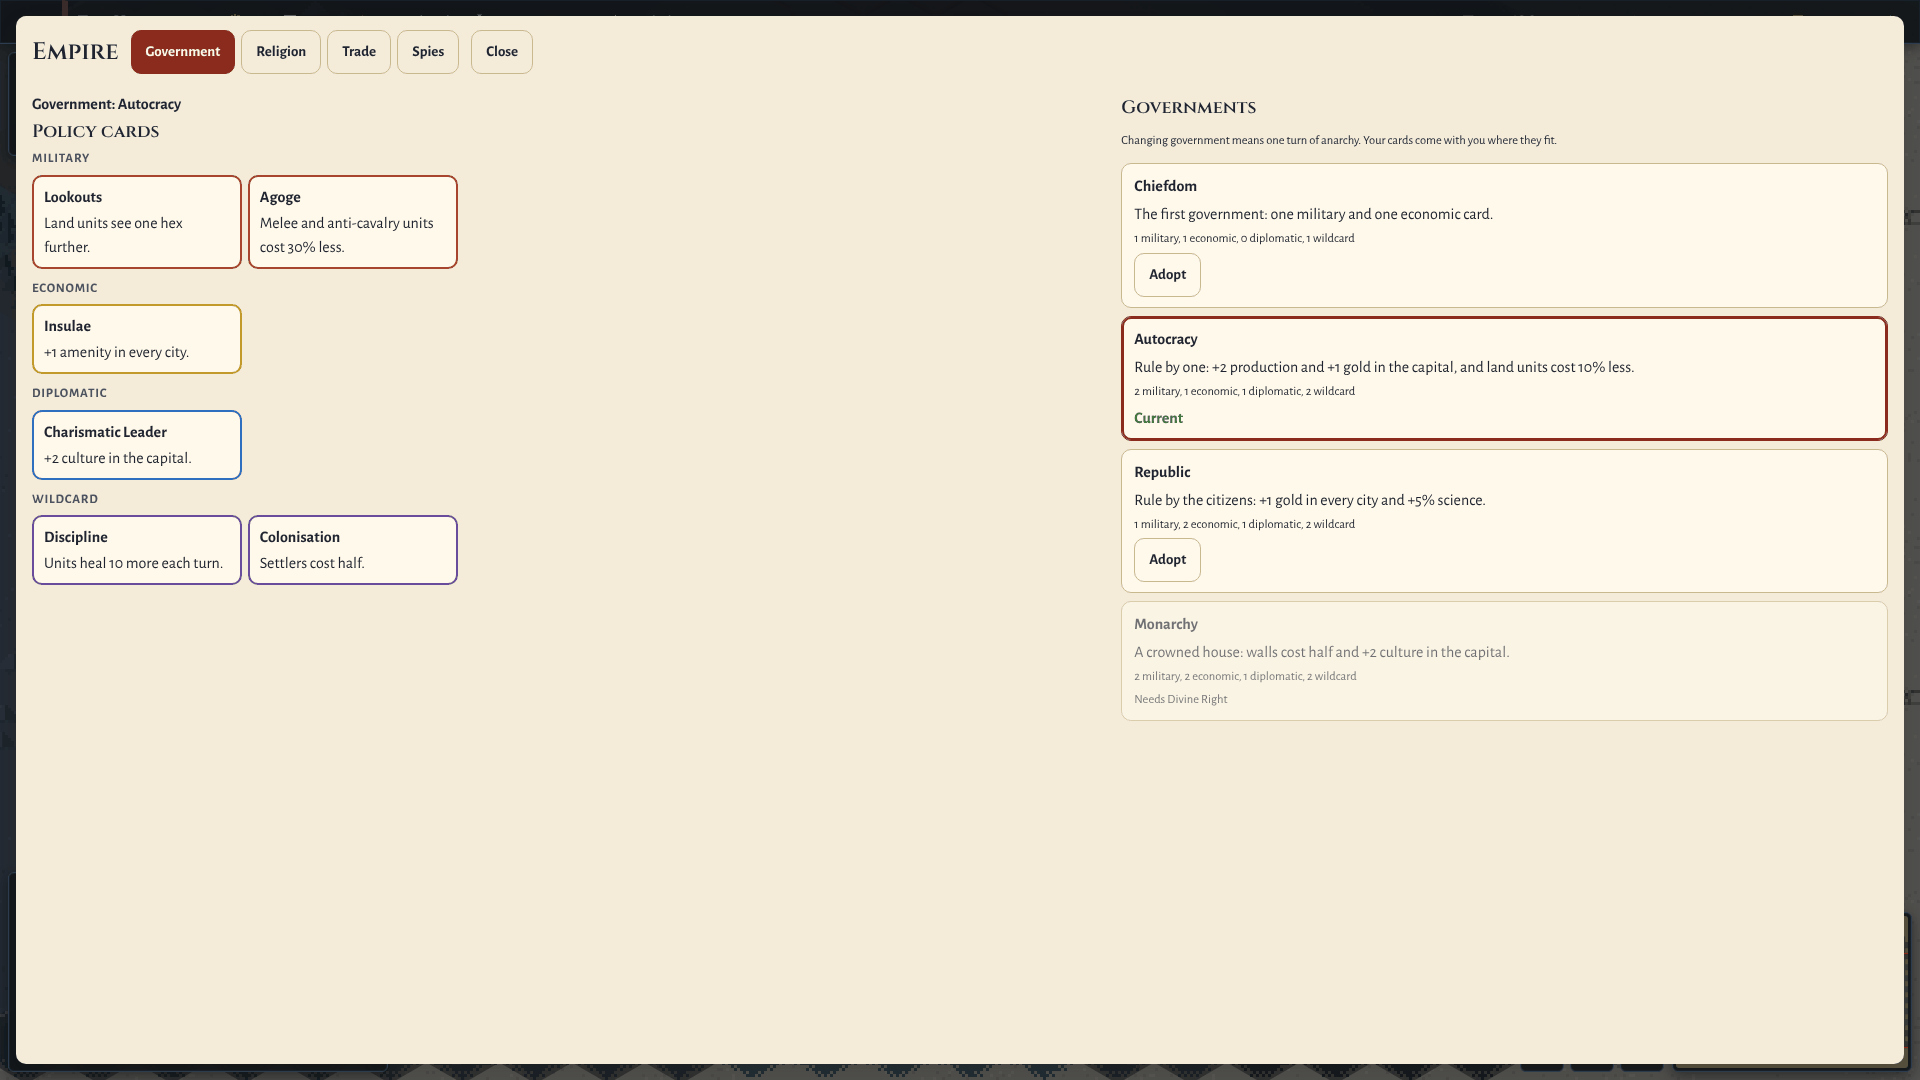 Empire
Government
Religion
Trade
Spies
Close
Government: Autocracy
Policy cards
MILITARY
Lookouts
Land units see one hex
further.
Agoge
Melee and anti-cavalry units
cost 30% less.
ECONOMIC
Insulae
+1 amenity in every city.
DIPLOMATIC
Charismatic Leader
+2 culture in the capital.
WILDCARD
Discipline
Units heal 10 more each turn.
Colonisation
Settlers cost half.
Governments
Changing government means one turn of anarchy. Your cards come with you where they fit.
Chiefdom
The first government: one military and one economic card.
1 military, 1 economic, 0 diplomatic, 1 wildcard
Adopt
Autocracy
Rule by one: +2 production and +1 gold in the capital, and land units cost 10% less.
2 military, 1 economic, 1 diplomatic, 2 wildcard
Current
Republic
Rule by the citizens: +1 gold in every city and +5% science.
1 military, 2 economic, 1 diplomatic, 2 wildcard
Adopt
Monarchy
A crowned house: walls cost half and +2 culture in the capital.
2 military, 2 economic, 1 diplomatic, 2 wildcard
Needs Divine Right